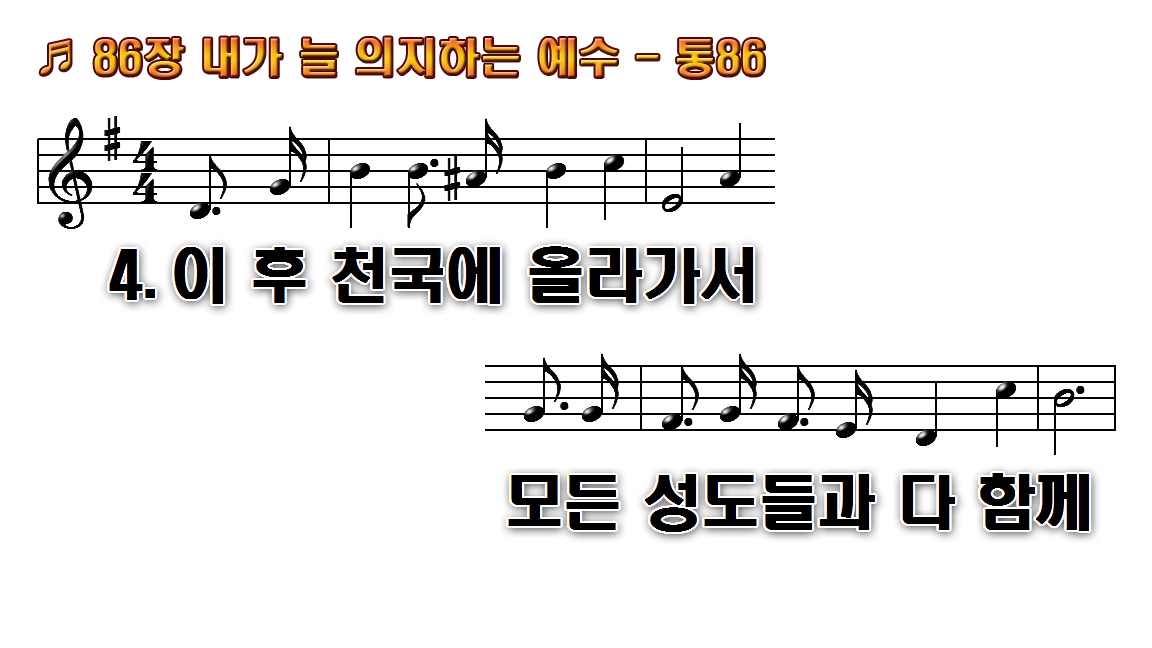 ♬ 86장 내가 늘 의지하는 예수 - 통86
4. 이 후 천국에 올라가서
모든 성도들과 다 함께